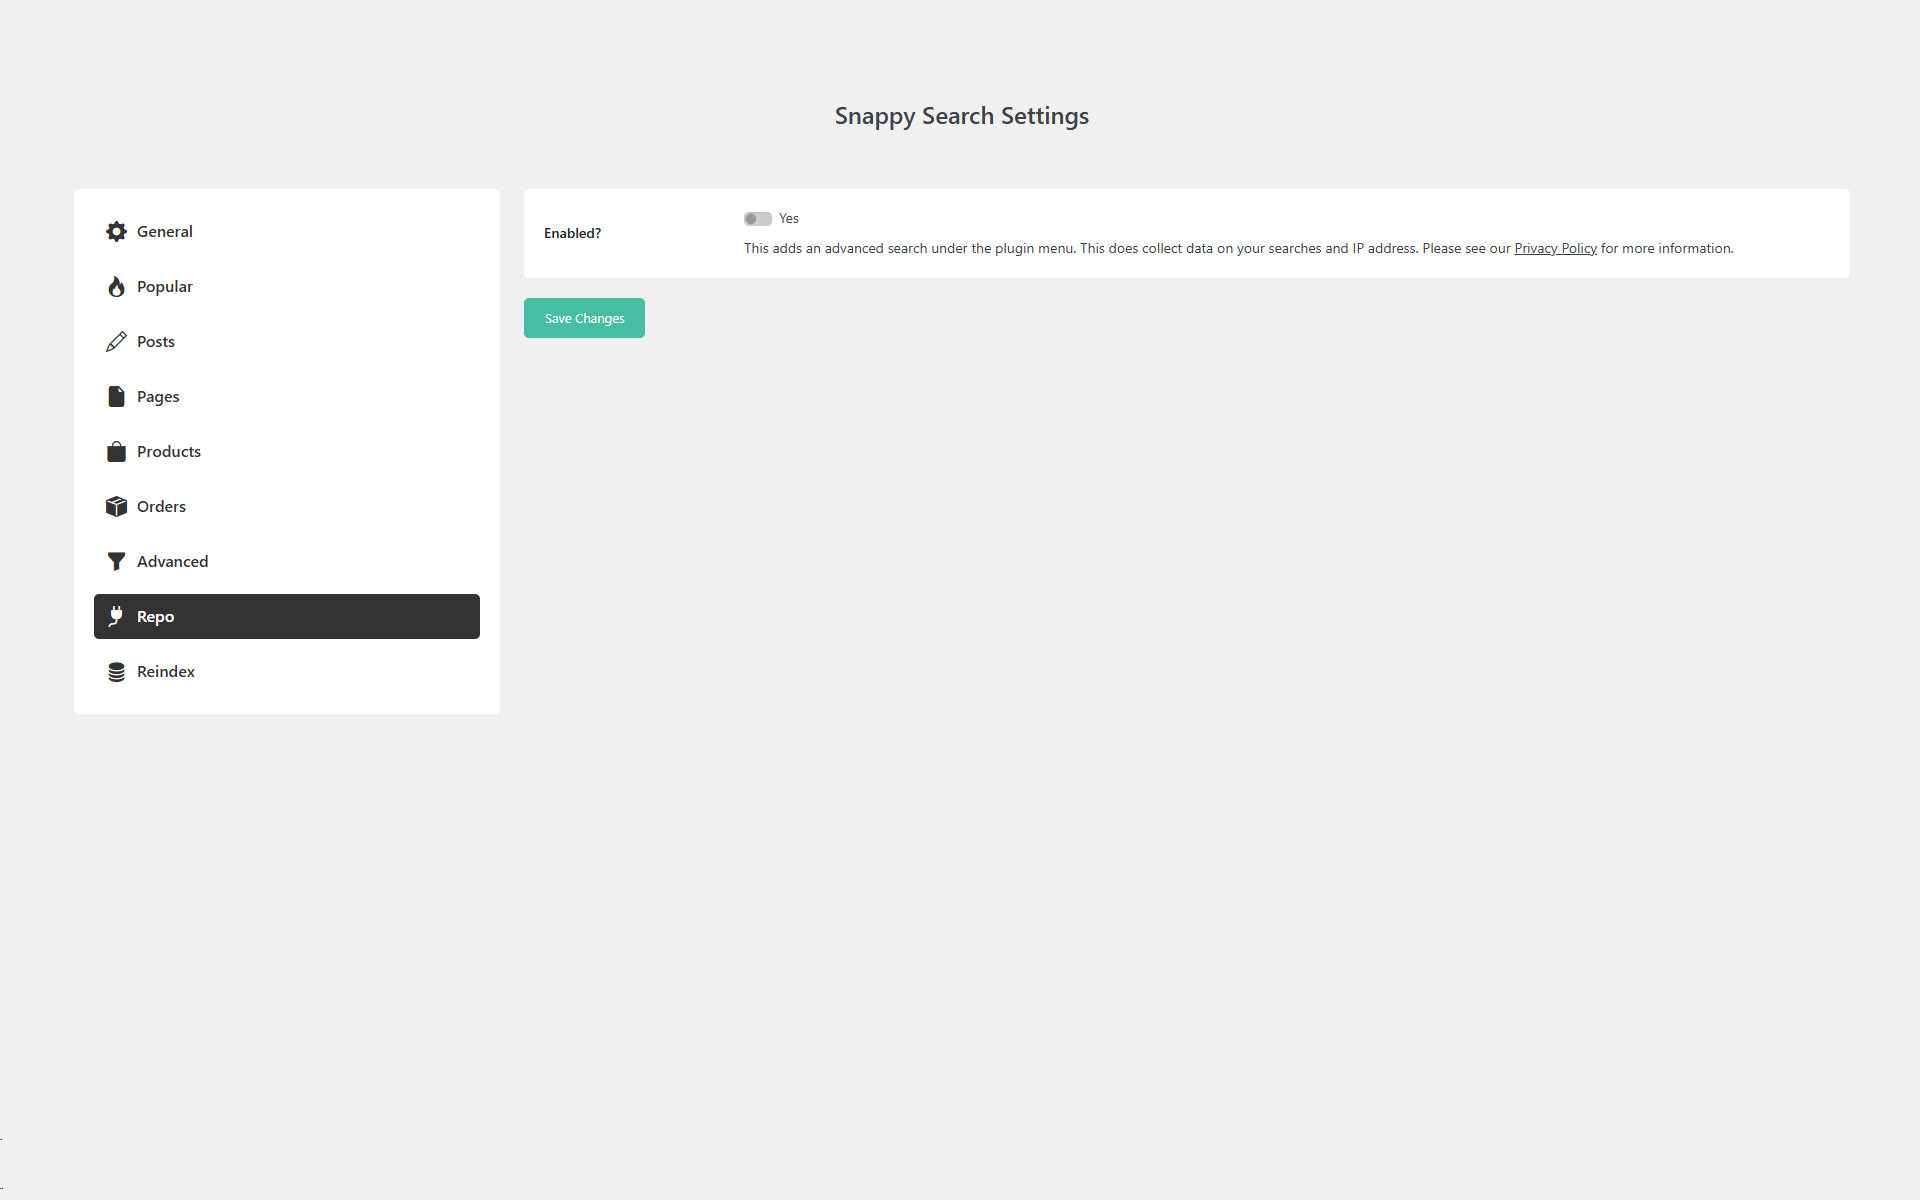 Snappy Search Settings
General
Popular
Posts
Pages
Products
Orders
Advanced
Repo
Reindex
Enabled?
Yes
This adds an advanced search under the plugin menu. This does collect data on your searches and IP address. Please see our Privacy Policy for more information.
Save Changes